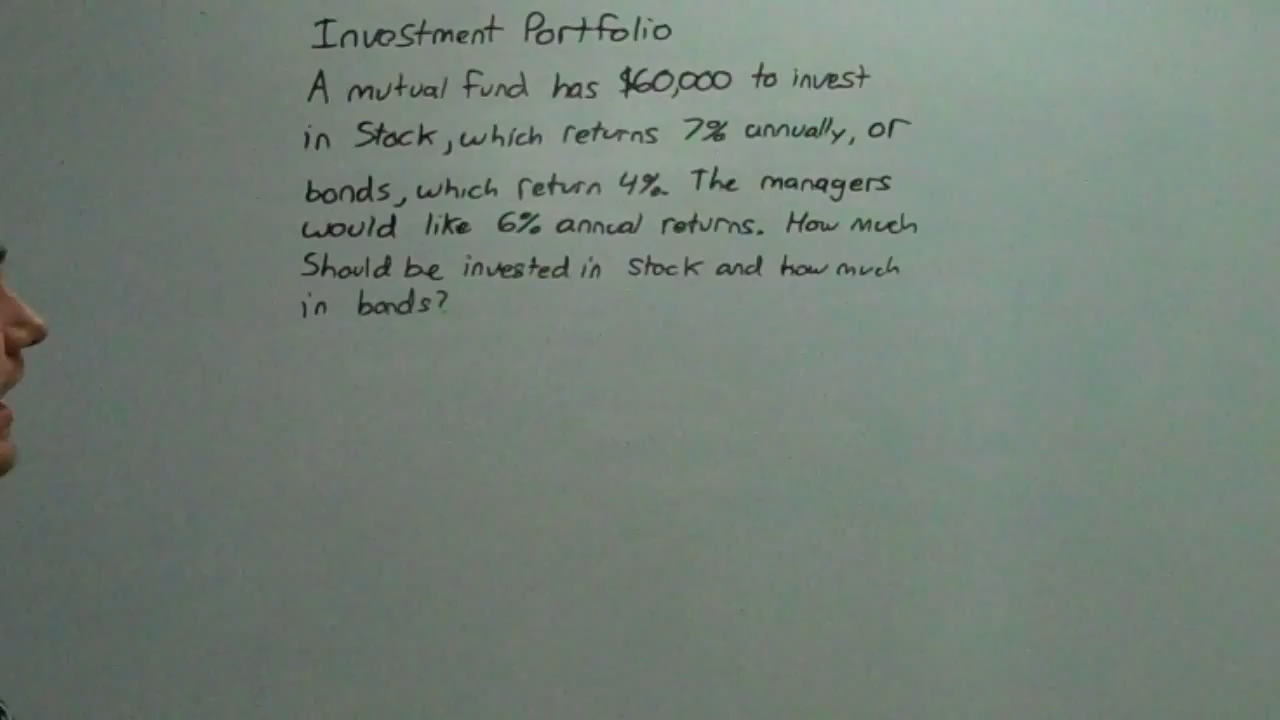 Investment Portfolio
A mutual fund has $60,000 to invest
in Stock, which returns 7% annually, or
bonds, which return 4%. The managers
would like 6% annual returns. How much
Should be invested in stock and how much
in bonds?